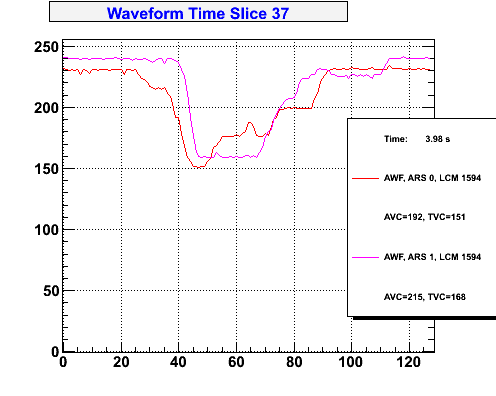 Waveform Time Slice 37
250
200
150
100
50
0
0 20 40 60 80 100 120
Time: 3.98 s
AWF, ARS 0, LCM 1594
AVC=192, TVC=151
AWF, ARS 1, LCM 1594
AVC=215, TVC=168